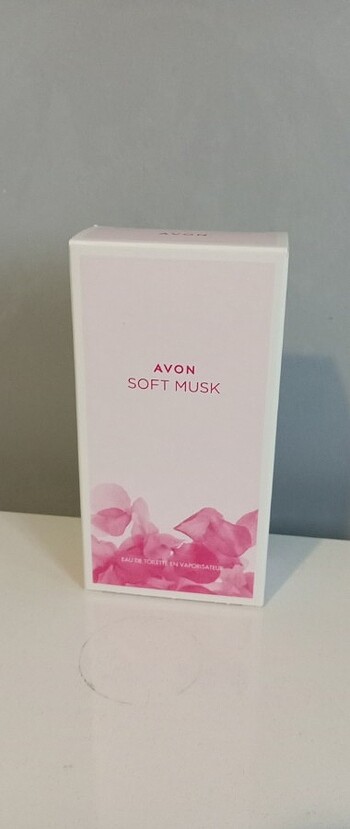 AVON
AVON
SOFT MUSK
EAU DE TOILETTE EN VAPORISATEUR